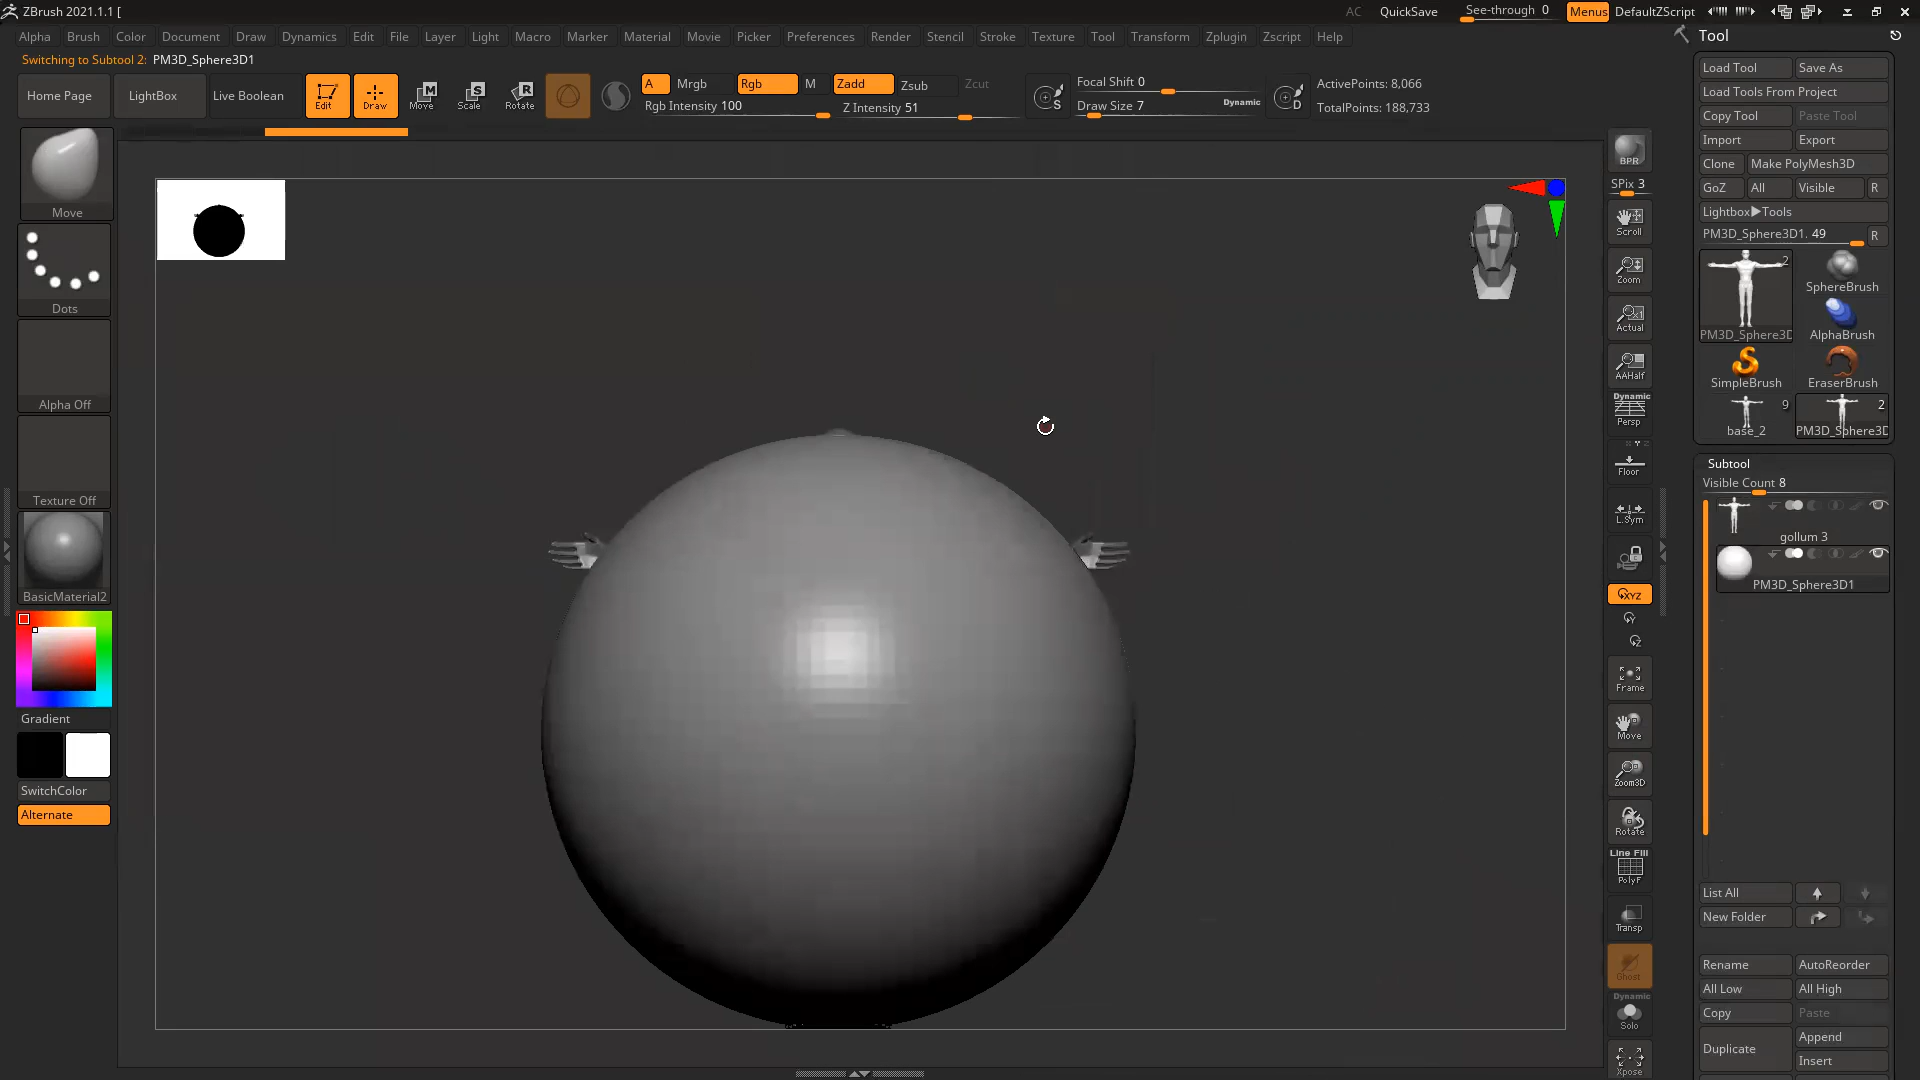 ZBrush 2021.1.1 [
AC QuickSave See-through 0 Menus DefaultZScript
Alpha Brush Color Document Draw Dynamics Edit File Layer Light Macro Marker Material Movie Picker Preferences Render Stencil Stroke Texture Tool Transform Zplugin Zscript Help
Switching to Subtool 2: PM3D_Sphere3D1
Home Page LightBox Live Boolean Edit Draw Move Scale Rotate
A Mrgb Rgb M Zadd Zsub Zcut
Rgb Intensity 100 Z Intensity 51
S Focal Shift 0
Draw Size 7 Dynamic D
ActivePoints: 8,066
TotalPoints: 188,733
Move
Dots
Alpha Off
Texture Off
BasicMaterial2
Gradient
SwitchColor
Alternate
BPR
SPix 3
Scroll
Zoom
Actual
AAHalf
Dynamic
Persp
Floor
L.Sym
XYZ
Y
Z
Frame
Move
Zoom3D
Rotate
Line Fill
PolyF
Transp
Ghost
Dynamic
Solo
Xpose
Tool
Load Tool Save As
Load Tools From Project
Copy Tool Paste Tool
Import Export
Clone Make PolyMesh3D
GoZ All Visible R
Lightbox▶Tools
PM3D_Sphere3D1. 49 R
2
PM3D_Sphere3D
SphereBrush
AlphaBrush
SimpleBrush EraserBrush
9 2
base_2 PM3D_Sphere3D
Subtool
Visible Count 8
gollum 3
PM3D_Sphere3D1
List All
New Folder
Rename AutoReorder
All Low All High
Copy Paste
Duplicate Append
Insert